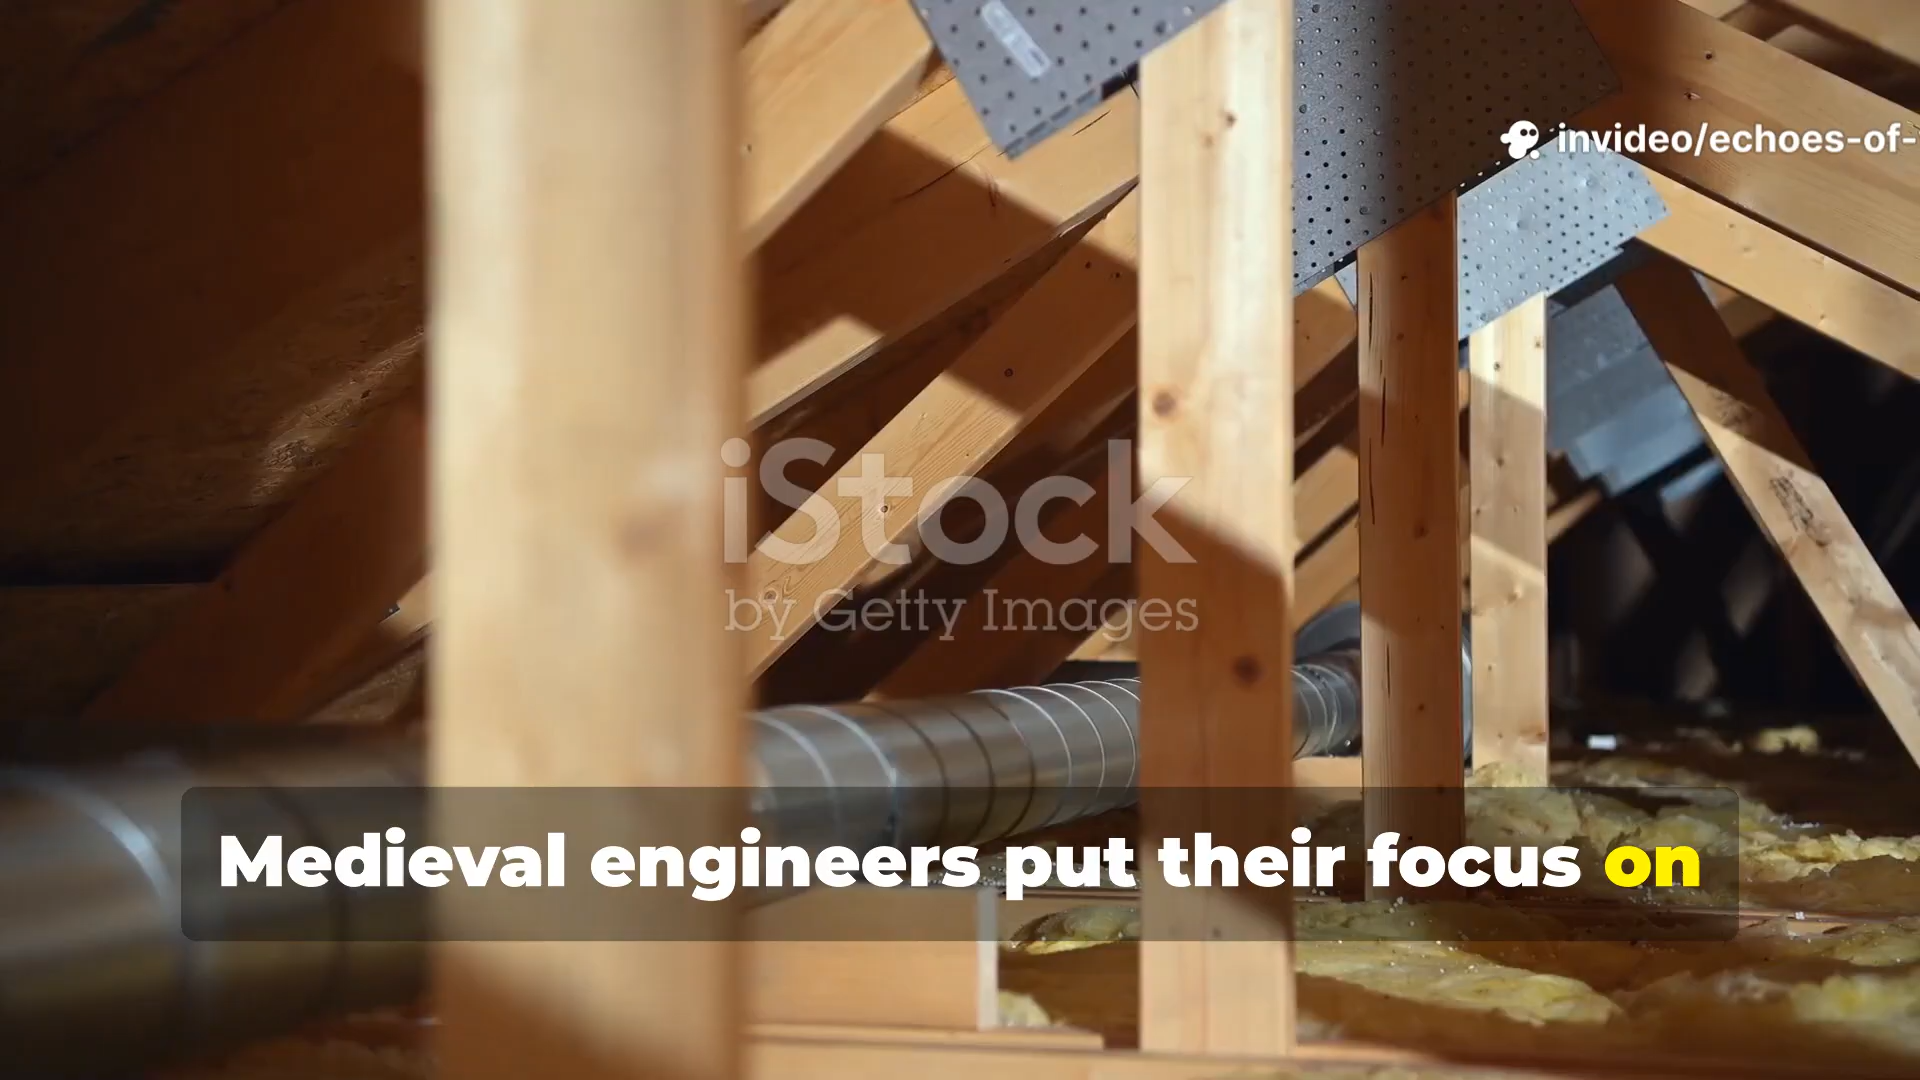 invideo/echoes-of-
iStock
by Getty Images
Medieval engineers put their focus on